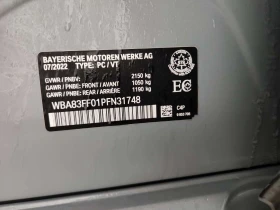 BAYERISCHE MOTOREN WERKE AG
07/2022 TYPE: PC / VT
GVWR / PNBV: 2150 kg
GAWR / PNBE: FRONT / AVANT 1050 kg
GAWR / PNBE: REAR / ARRIÈRE 1190 kg
EC
WBA83FF01PFN31748
C4P